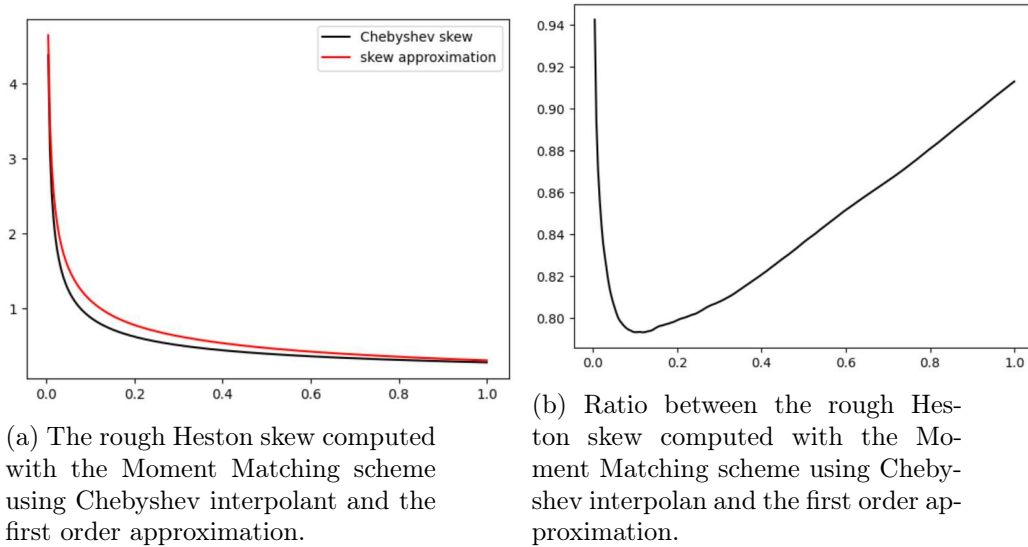 Chebyshev skew
skew approximation
4
3
2
1
0.0 0.2 0.4 0.6 0.8 1.0
(a) The rough Heston skew computed
with the Moment Matching scheme
using Chebyshev interpolant and the
first order approximation.
0.94
0.92
0.90
0.88
0.86
0.84
0.82
0.80
0.0 0.2 0.4 0.6 0.8 1.0
(b) Ratio between the rough Hes-
ton skew computed with the Mo-
ment Matching scheme using Cheby-
shev interpolan and the first order ap-
proximation.